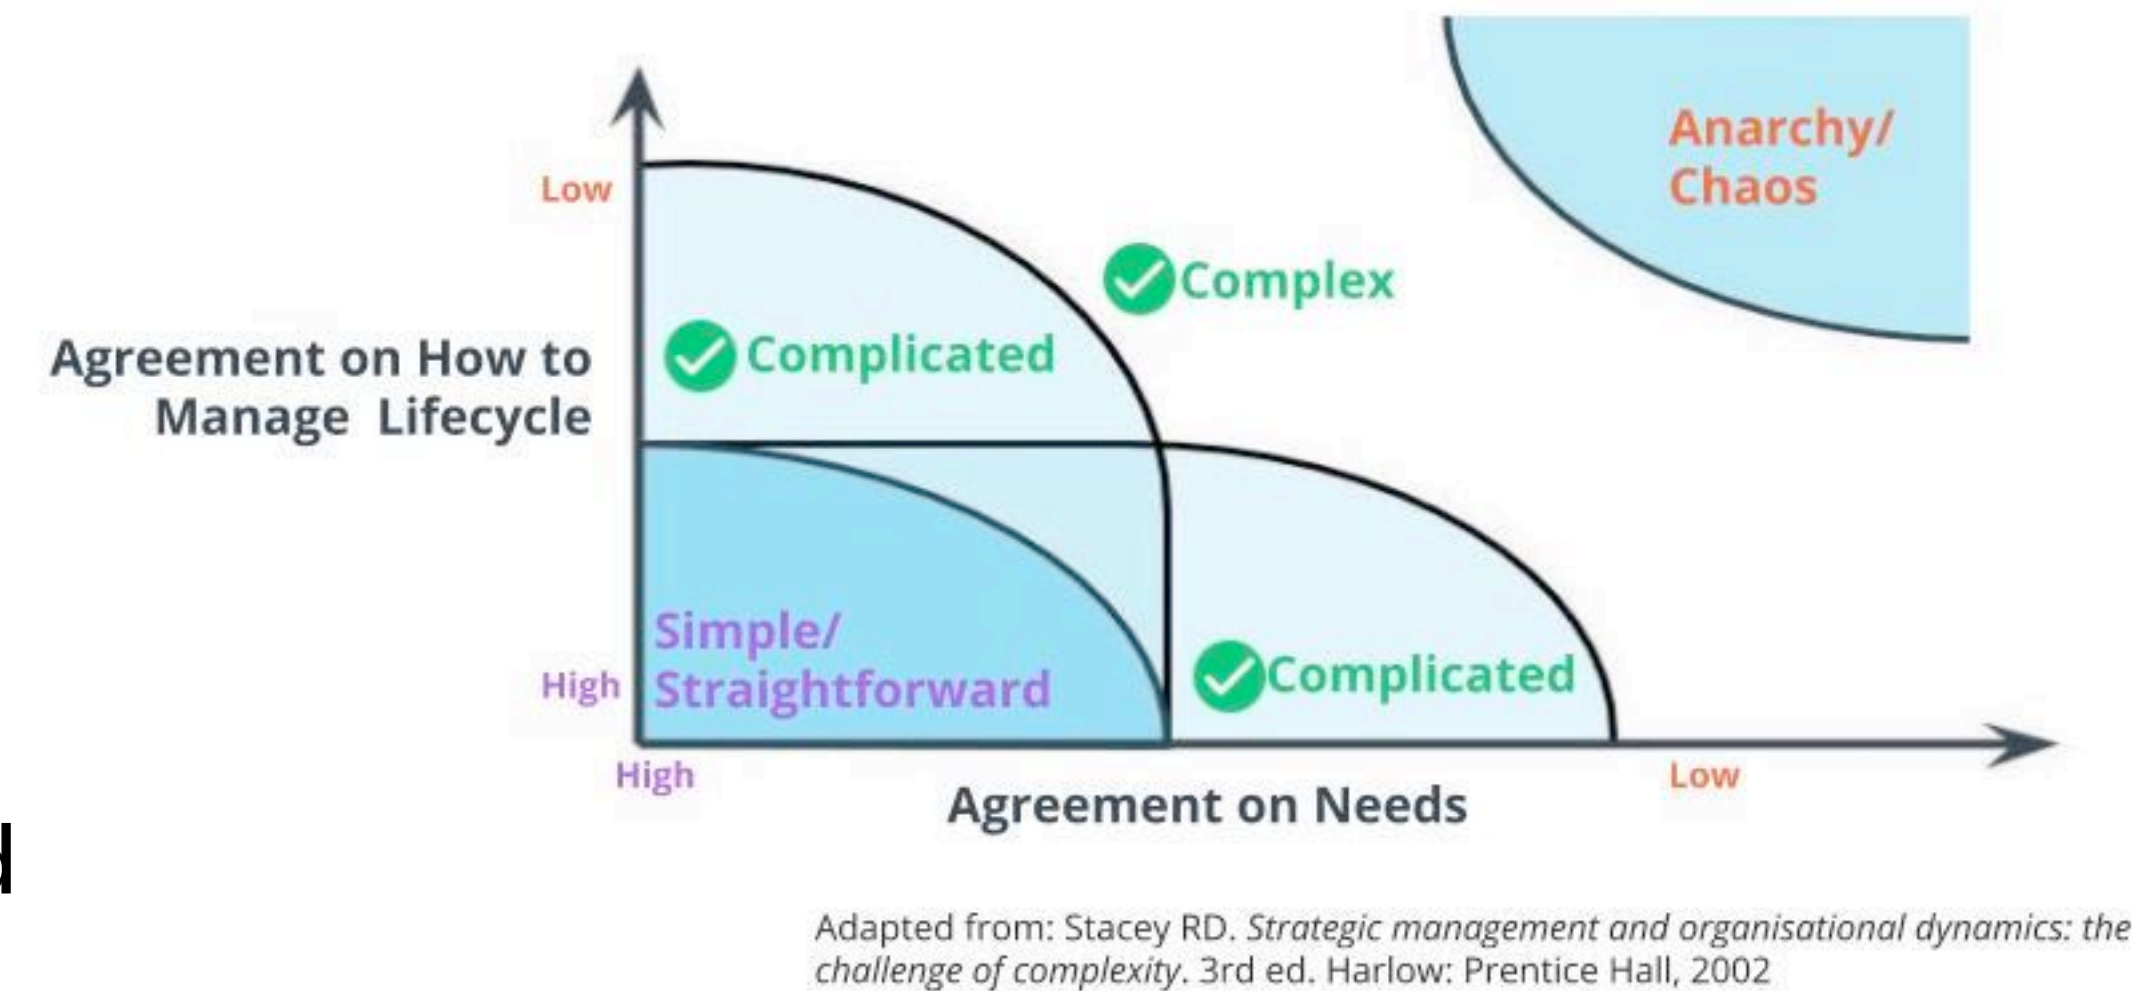 Anarchy/
Chaos
Low
Complex
Complicated
Agreement on How to
Manage Lifecycle
Simple/
Straightforward
High
Complicated
High
Low
Agreement on Needs
Adapted from: Stacey RD. Strategic management and organisational dynamics: the
challenge of complexity. 3rd ed. Harlow: Prentice Hall, 2002